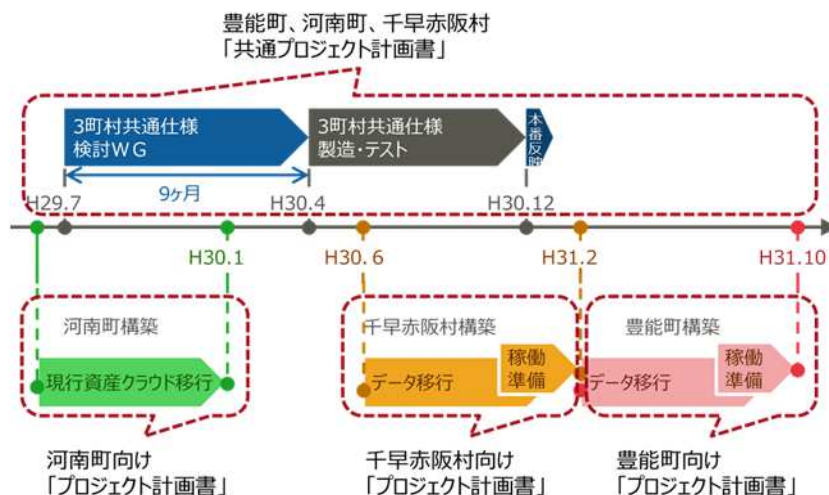 豊能町、河南町、千早赤阪村
「共通プロジェクト計画書」
3町村共通仕様
検討ＷＧ
3町村共通仕様
製造・テスト
本番反映
9ヶ月
H29.7
H30.4
H30.12
H30.1
H30.6
H31.2
H31.10
河南町構築
千早赤阪村構築
豊能町構築
現行資産クラウド移行
データ移行
稼働
準備
データ移行
稼働
準備
河南町向け
「プロジェクト計画書」
千早赤阪村向け
「プロジェクト計画書」
豊能町向け
「プロジェクト計画書」